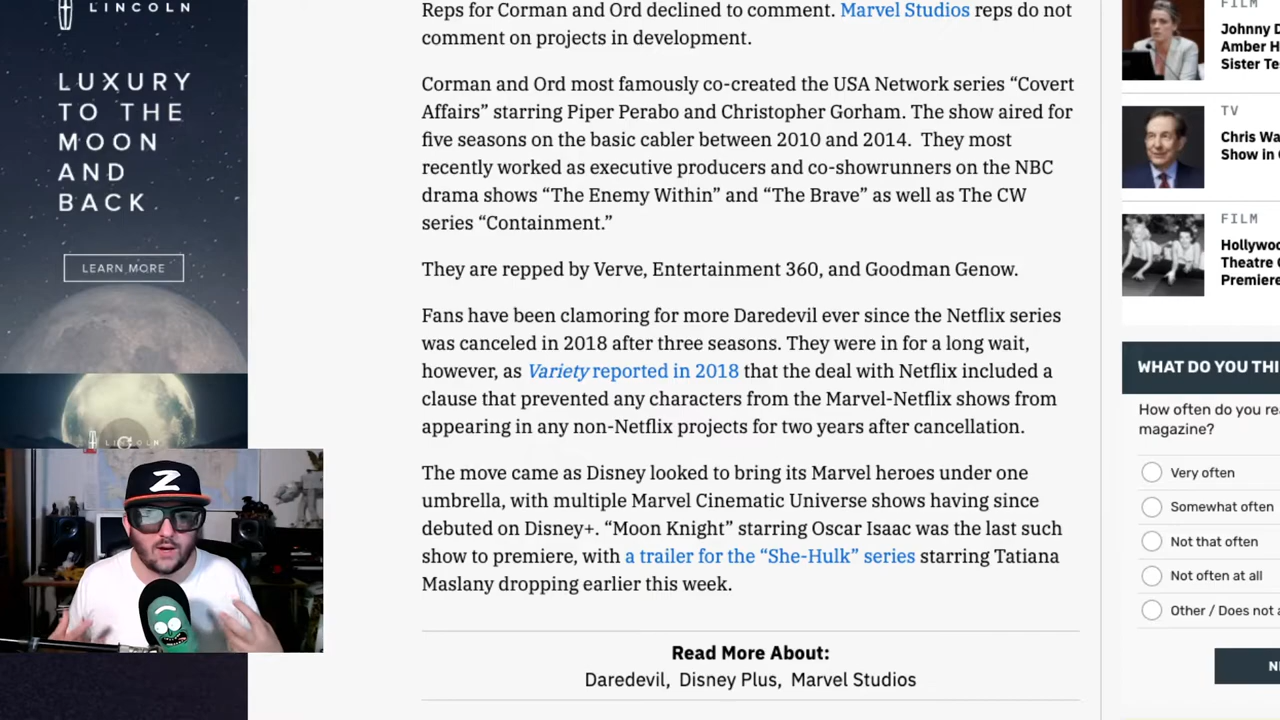 LINCOLN
LUXURY
TO THE
MOON
AND
BACK
LEARN MORE
LINCOLN
Z
Reps for Corman and Ord declined to comment. Marvel Studios reps do not
comment on projects in development.
Corman and Ord most famously co-created the USA Network series “Covert
Affairs” starring Piper Perabo and Christopher Gorham. The show aired for
five seasons on the basic cabler between 2010 and 2014. They most
recently worked as executive producers and co-showrunners on the NBC
drama shows “The Enemy Within” and “The Brave” as well as The CW
series “Containment.”
They are repped by Verve, Entertainment 360, and Goodman Genow.
Fans have been clamoring for more Daredevil ever since the Netflix series
was canceled in 2018 after three seasons. They were in for a long wait,
however, as Variety reported in 2018 that the deal with Netflix included a
clause that prevented any characters from the Marvel-Netflix shows from
appearing in any non-Netflix projects for two years after cancellation.
The move came as Disney looked to bring its Marvel heroes under one
umbrella, with multiple Marvel Cinematic Universe shows having since
debuted on Disney+. “Moon Knight” starring Oscar Isaac was the last such
show to premiere, with a trailer for the “She-Hulk” series starring Tatiana
Maslany dropping earlier this week.
Read More About:
Daredevil, Disney Plus, Marvel Studios
FILM
Johnny D
Amber H
Sister Te
TV
Chris Wa
Show in
FILM
Hollywoo
Theatre
Premiere
WHAT DO YOU THI
How often do you rea
magazine?
Very often
Somewhat often
Not that often
Not often at all
Other / Does not a
N